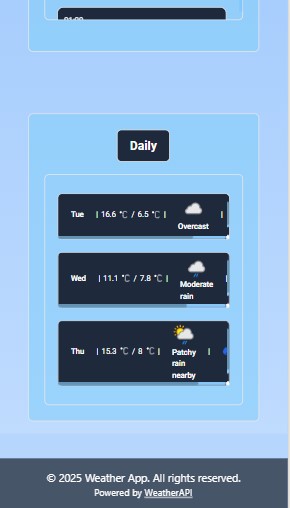 01:00
Daily
Tue | 16.6 °C / 6.5 °C | Overcast |
Wed | 11.1 °C / 7.8 °C | Moderate
rain
Thu | 15.3 °C / 8 °C | Patchy |
rain
nearby
© 2025 Weather App. All rights reserved.
Powered by WeatherAPI